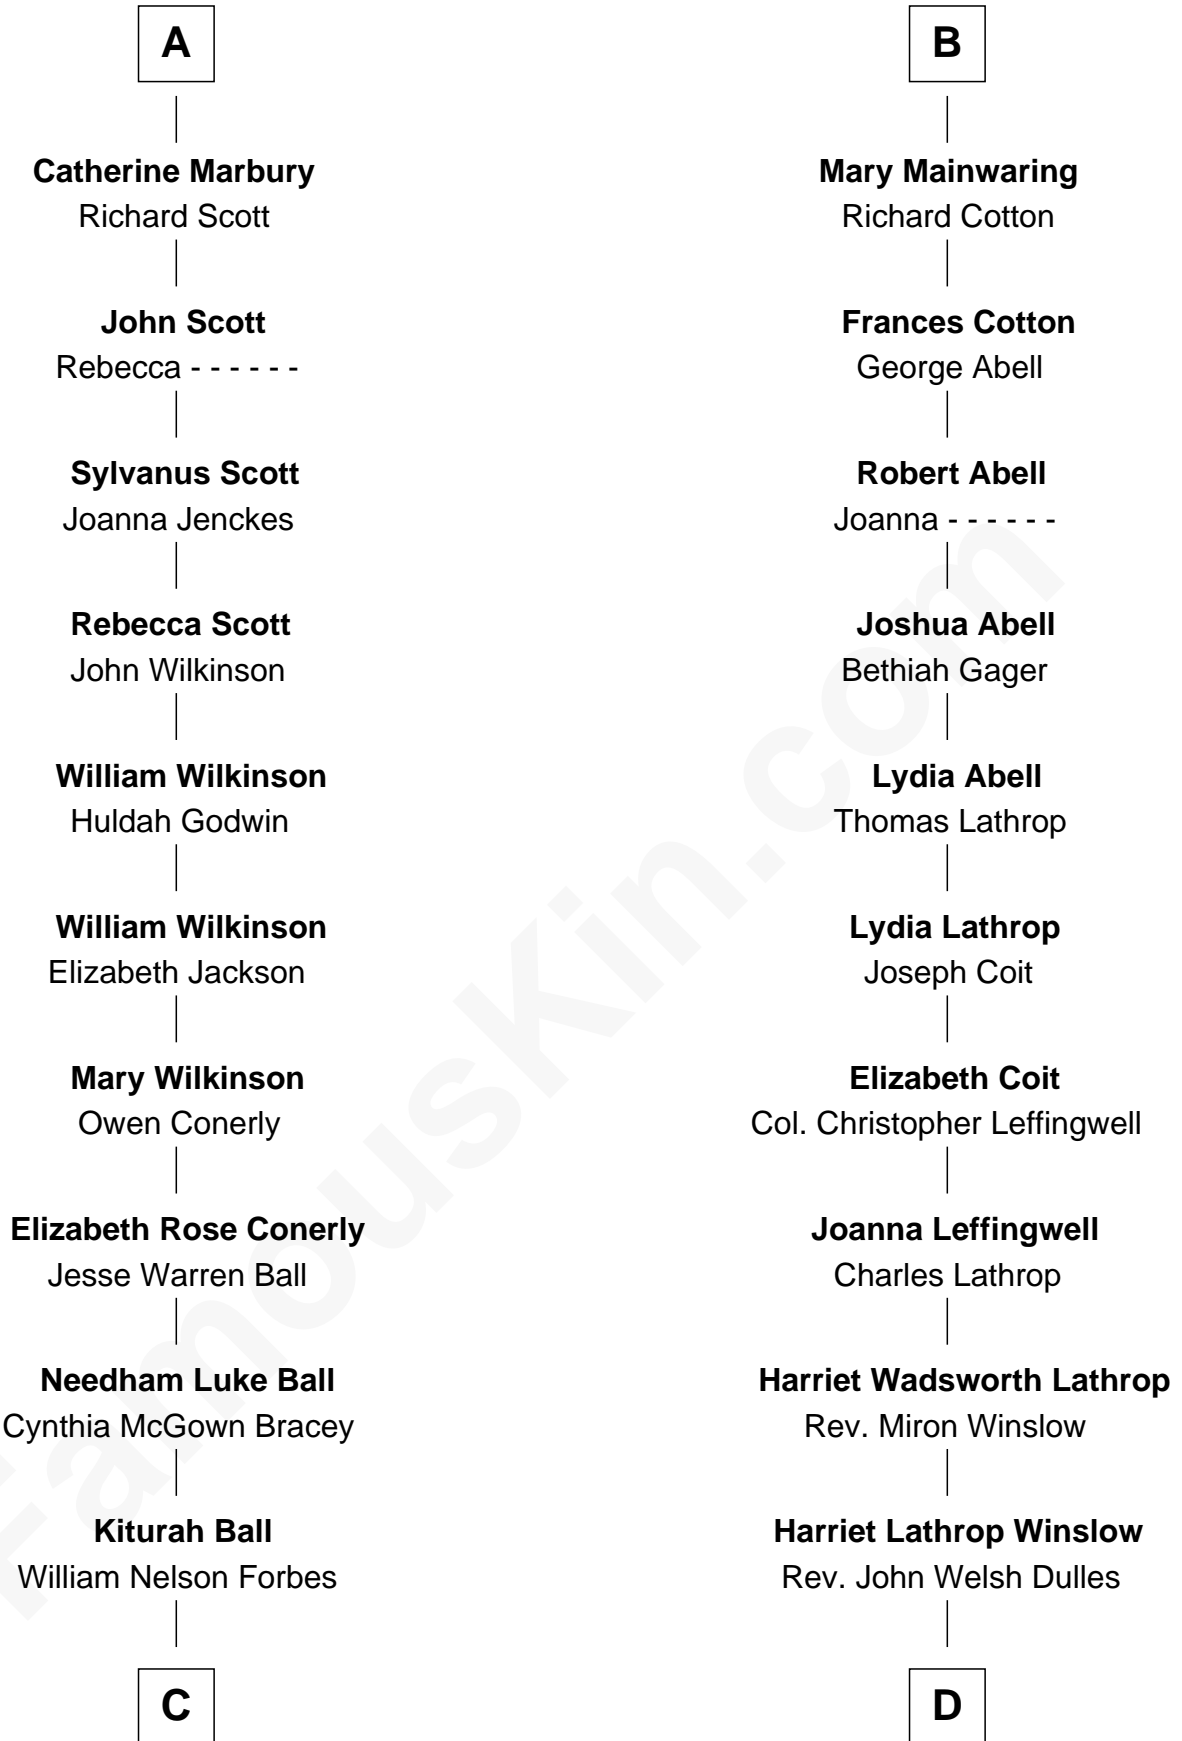 A
Catherine Marbury
Richard Scott
John Scott
Rebecca - - - - - -
Sylvanus Scott
Joanna Jenckes
Rebecca Scott
John Wilkinson
William Wilkinson
Huldah Godwin
William Wilkinson
Elizabeth Jackson
Mary Wilkinson
Owen Conerly
Elizabeth Rose Conerly
Jesse Warren Ball
Needham Luke Ball
Cynthia McGown Bracey
Kiturah Ball
William Nelson Forbes
C
B
Mary Mainwaring
Richard Cotton
Frances Cotton
George Abell
Robert Abell
Joanna - - - - - -
Joshua Abell
Bethiah Gager
Lydia Abell
Thomas Lathrop
Lydia Lathrop
Joseph Coit
Elizabeth Coit
Col. Christopher Leffingwell
Joanna Leffingwell
Charles Lathrop
Harriet Wadsworth Lathrop
Rev. Miron Winslow
Harriet Lathrop Winslow
Rev. John Welsh Dulles
D
FamousKin.com